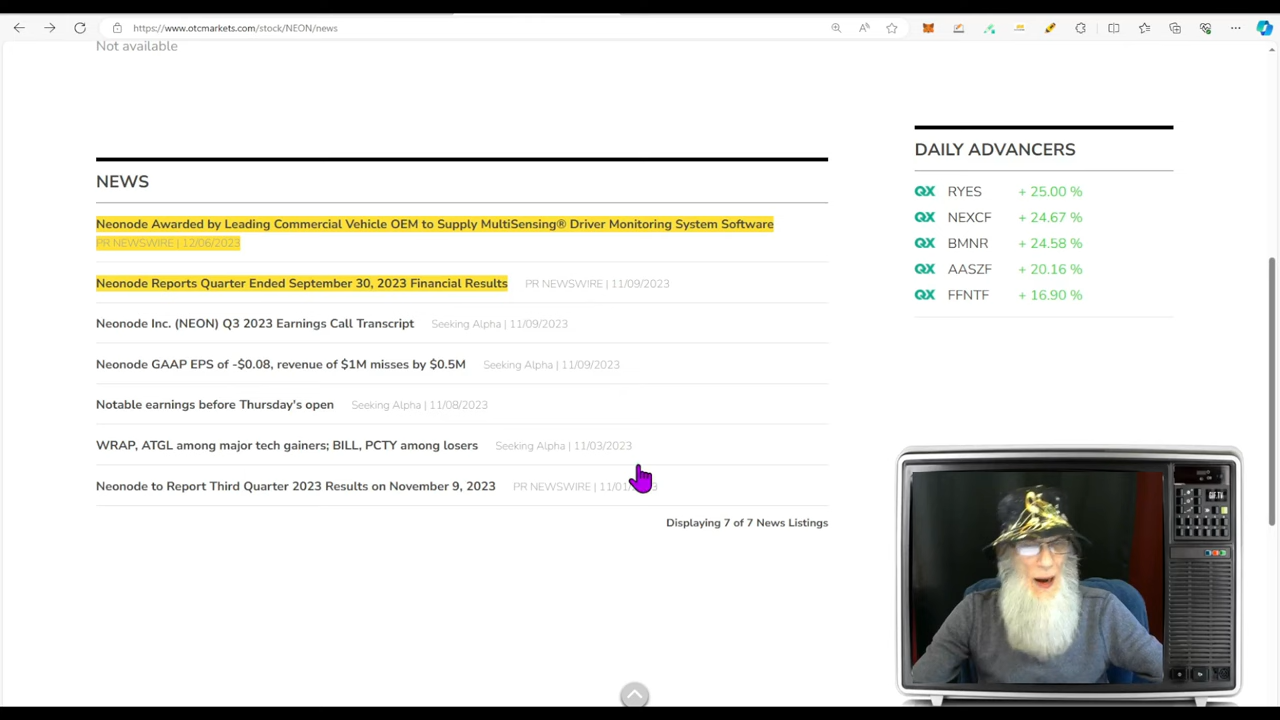 https://www.otcmarkets.com/stock/NEON/news
Not available
NEWS
Neonode Awarded by Leading Commercial Vehicle OEM to Supply MultiSensing® Driver Monitoring System Software
PR NEWSWIRE | 12/06/2023
Neonode Reports Quarter Ended September 30, 2023 Financial Results PR NEWSWIRE | 11/09/2023
Neonode Inc. (NEON) Q3 2023 Earnings Call Transcript Seeking Alpha | 11/09/2023
Neonode GAAP EPS of -$0.08, revenue of $1M misses by $0.5M Seeking Alpha | 11/09/2023
Notable earnings before Thursday's open Seeking Alpha | 11/08/2023
WRAP, ATGL among major tech gainers; BILL, PCTY among losers Seeking Alpha | 11/03/2023
Neonode to Report Third Quarter 2023 Results on November 9, 2023 PR NEWSWIRE |
Displaying 7 of 7 News Listings
DAILY ADVANCERS
QX RYES + 25.00 %
QX NEXCF + 24.67 %
QX BMNR + 24.58 %
QX AASZF + 20.16 %
QX FFNTF + 16.90 %